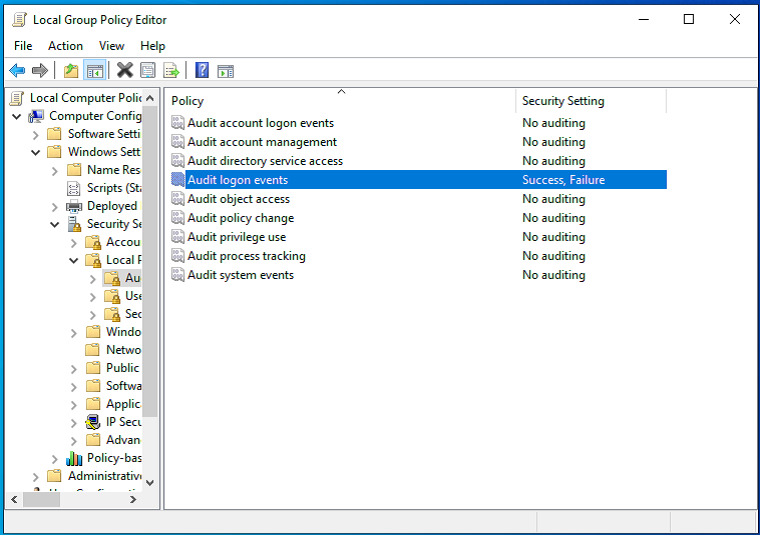 Local Group Policy Editor
File Action View Help
Local Computer Polic
Computer Config
Software Setti
Windows Sett
Name Res
Scripts (Sta
Deployed
Security Se
Accou
Local P
Au
Use
Sec
Windo
Netwo
Public
Softwa
Applic
IP Secu
Advan
Policy-bas
Administrative
Policy Security Setting
Audit account logon events No auditing
Audit account management No auditing
Audit directory service access No auditing
Audit logon events Success, Failure
Audit object access No auditing
Audit policy change No auditing
Audit privilege use No auditing
Audit process tracking No auditing
Audit system events No auditing